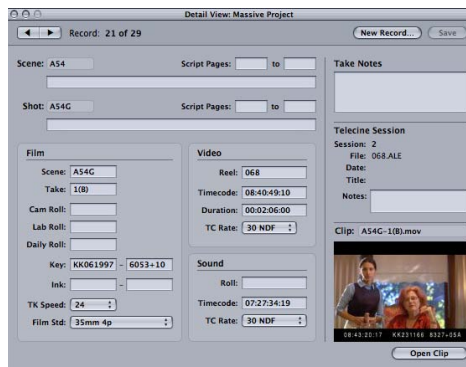 Detail View: Massive Project
Record: 21 of 29
New Record...
Save
Scene: A54
Script Pages: to
Shot: A54G
Script Pages: to
Film
Scene: A54G
Take: 1(B)
Cam Roll:
Lab Roll:
Daily Roll:
Key: KK061997 - 6053+10
Ink: -
TK Speed: 24
Film Std: 35mm 4p
Video
Reel: 068
Timecode: 08:40:49:10
Duration: 00:02:06:00
TC Rate: 30 NDF
Sound
Roll:
Timecode: 07:27:34:19
TC Rate: 30 NDF
Take Notes
Telecine Session
Session: 2
File: 068.ALE
Date:
Title:
Notes:
Clip: A54G-1(B).mov
08:43:20:17 KK231166 8327+05A
Open Clip